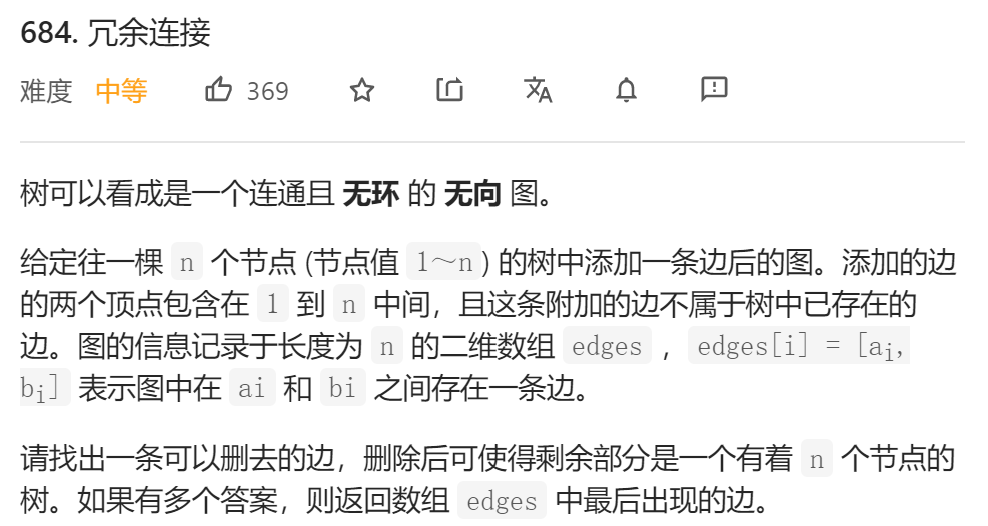 684. 冗余连接
难度 中等 369
树可以看成是一个连通且 无环 的 无向 图。
给定往一棵 n 个节点 (节点值 1～n) 的树中添加一条边后的图。添加的边
的两个顶点包含在 1 到 n 中间，且这条附加的边不属于树中已存在的
边。图的信息记录于长度为 n 的二维数组 edges ，edges[i] = [ai,
bi] 表示图中在 ai 和 bi 之间存在一条边。
请找出一条可以删去的边，删除后可使得剩余部分是一个有着 n 个节点的
树。如果有多个答案，则返回数组 edges 中最后出现的边。